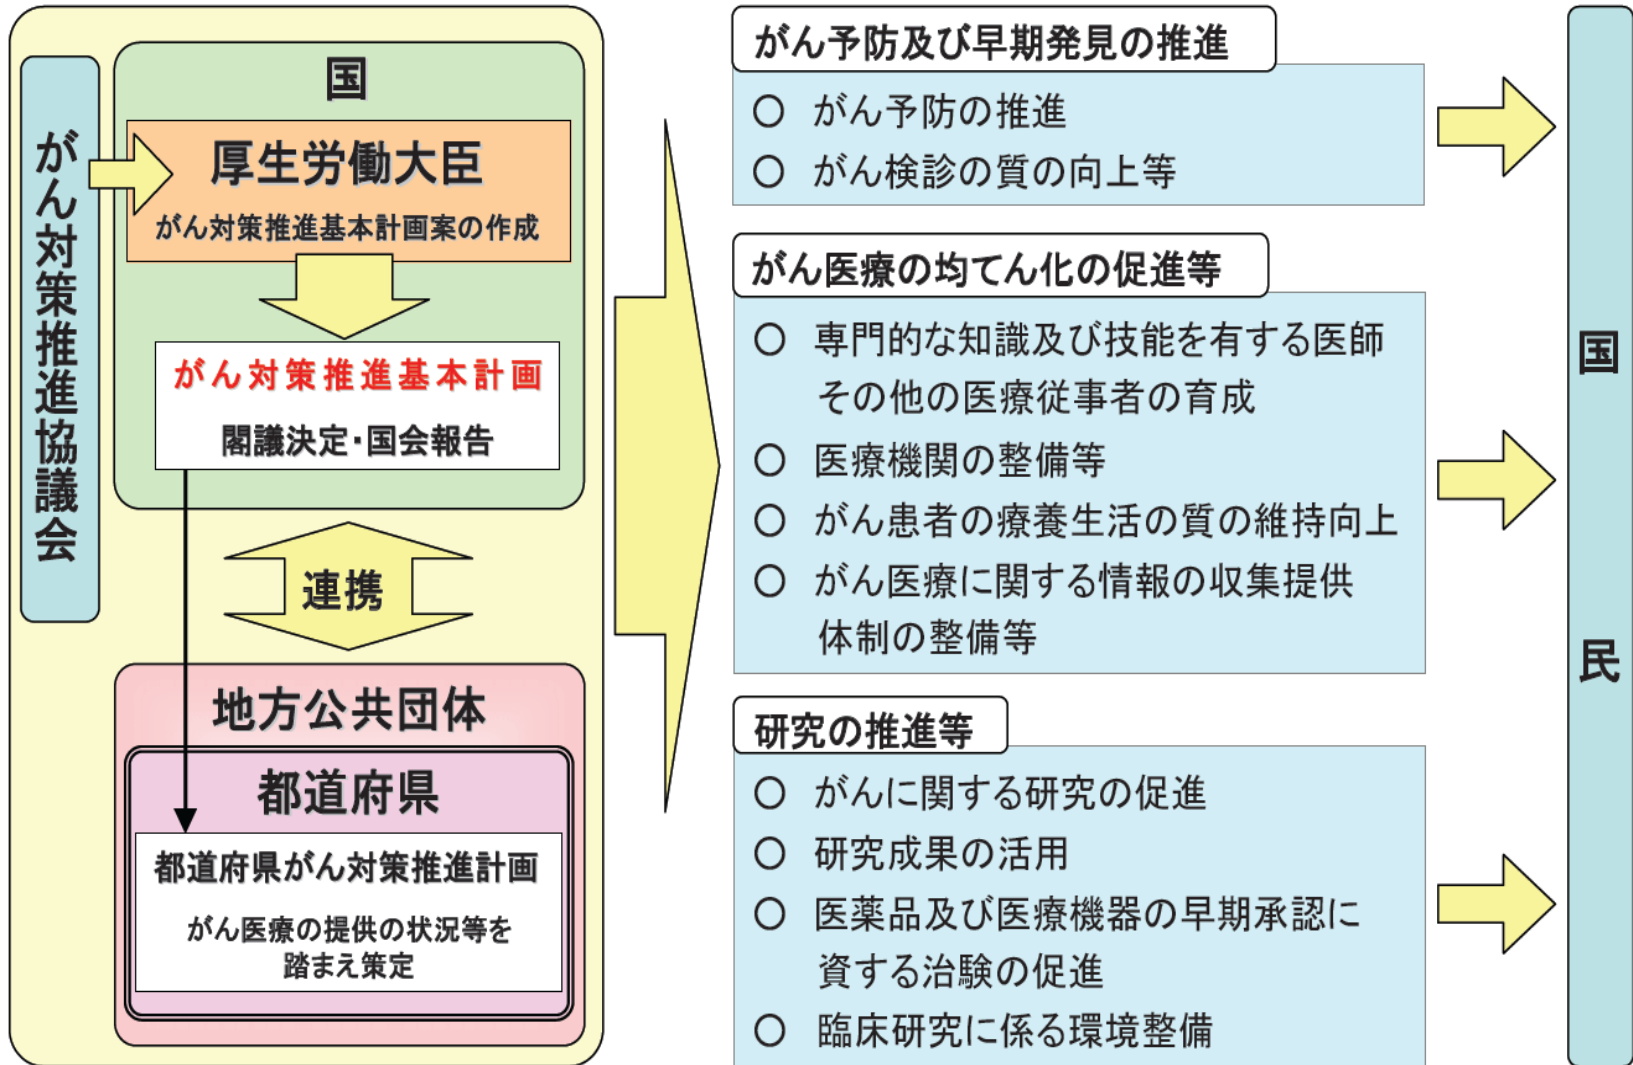 がん対策推進協議会
国
厚生労働大臣
がん対策推進基本計画案の作成
がん対策推進基本計画
閣議決定・国会報告
連携
地方公共団体
都道府県
都道府県がん対策推進計画
がん医療の提供の状況等を
踏まえ策定
がん予防及び早期発見の推進
○ がん予防の推進
○ がん検診の質の向上等
がん医療の均てん化の促進等
○ 専門的な知識及び技能を有する医師
その他の医療従事者の育成
○ 医療機関の整備等
○ がん患者の療養生活の質の維持向上
○ がん医療に関する情報の収集提供
体制の整備等
研究の推進等
○ がんに関する研究の促進
○ 研究成果の活用
○ 医薬品及び医療機器の早期承認に
資する治験の促進
○ 臨床研究に係る環境整備
国民